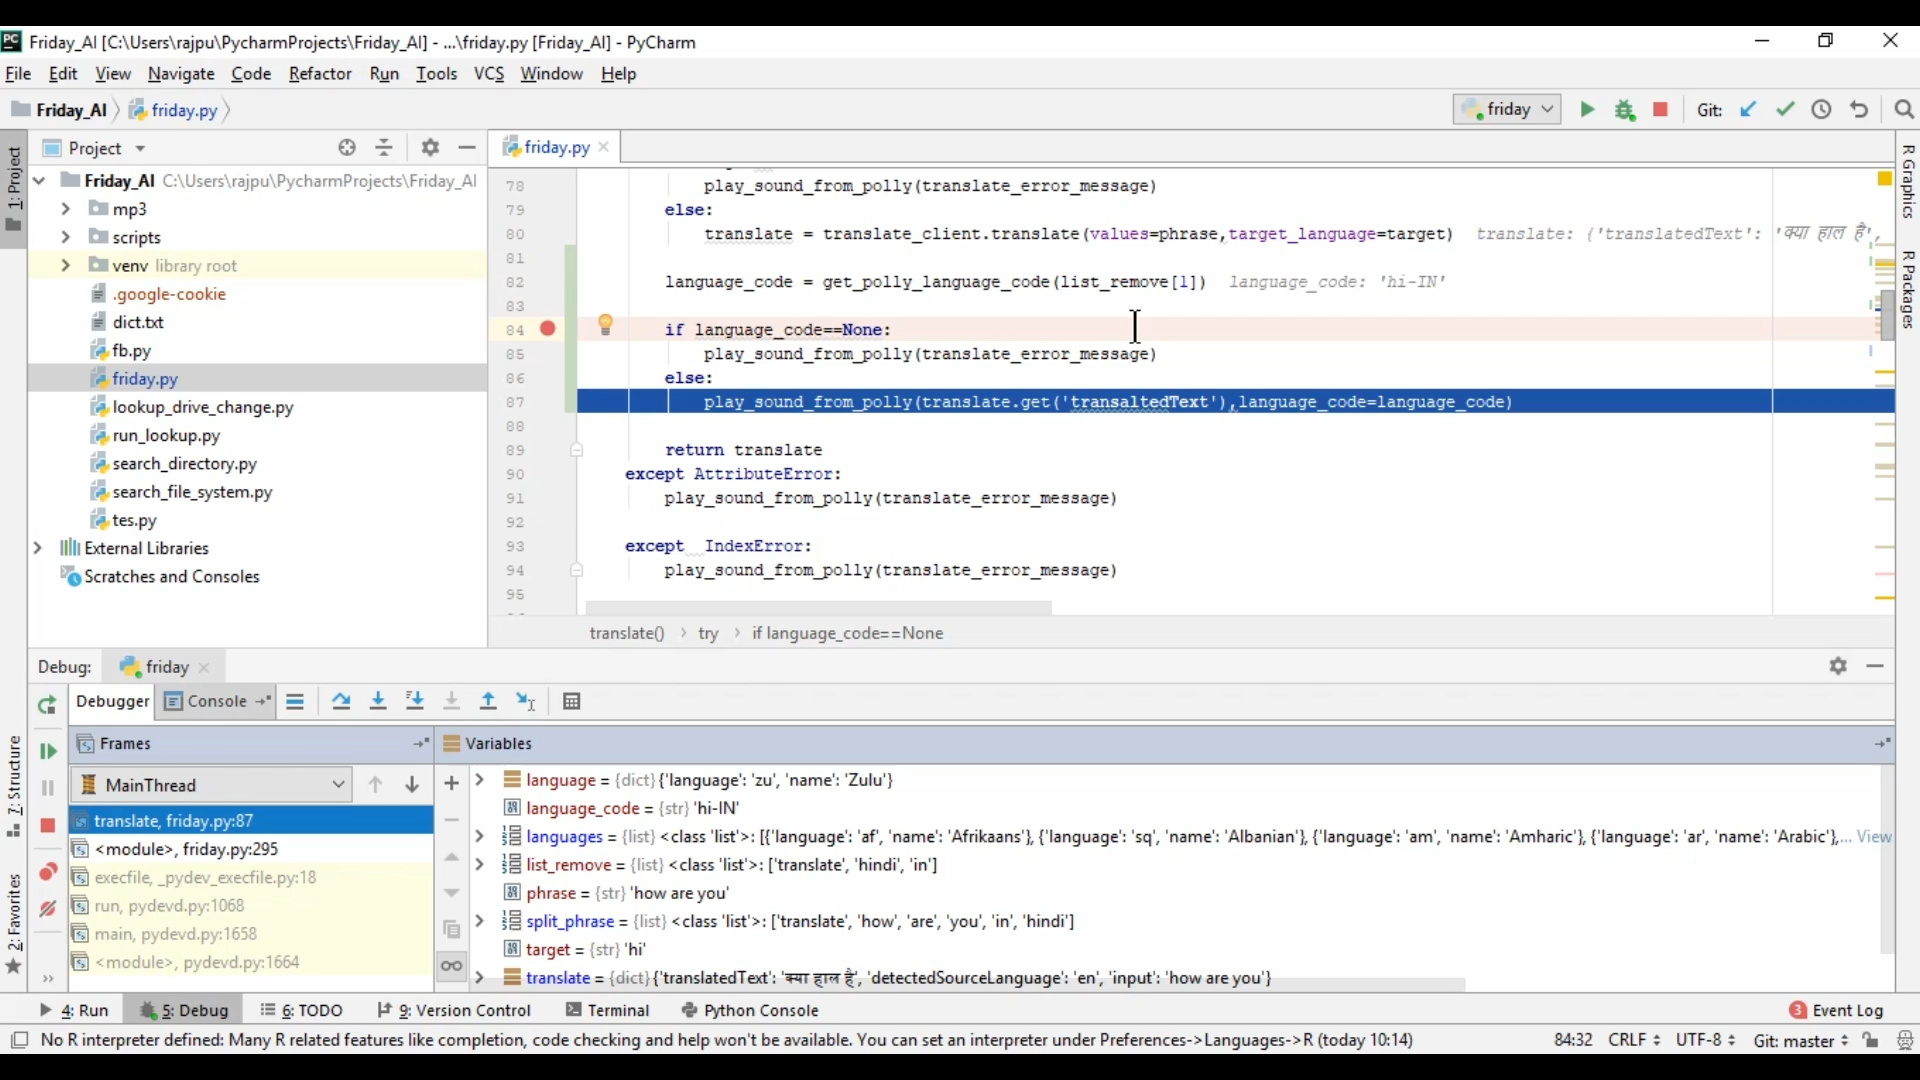 Friday_AI [C:\Users\rajpu\PycharmProjects\Friday_AI] - ...\friday.py [Friday_AI] - PyCharm
File Edit View Navigate Code Refactor Run Tools VCS Window Help
Friday_AI friday.py friday Git:
Project friday.py
Friday_AI C:\Users\rajpu\PycharmProjects\Friday_AI
mp3
scripts
venv library root
.google-cookie
dict.txt
fb.py
friday.py
lookup_drive_change.py
run_lookup.py
search_directory.py
search_file_system.py
tes.py
External Libraries
Scratches and Consoles
1: Project
78 play_sound_from_polly(translate_error_message)
79 else:
80 translate = translate_client.translate(values=phrase,target_language=target) translate: {'translatedText': 'क्या हाल है',
81
82 language_code = get_polly_language_code(list_remove[1]) language_code: 'hi-IN'
83
84 if language_code==None:
85 play_sound_from_polly(translate_error_message)
86 else:
87 play_sound_from_polly(translate.get('transaltedText'),language_code=language_code)
88
89 return translate
90 except AttributeError:
91 play_sound_from_polly(translate_error_message)
92
93 except IndexError:
94 play_sound_from_polly(translate_error_message)
95
translate() try if language_code==None
R Graphics
R Packages
Debug: friday
Debugger Console
Frames Variables
MainThread
translate, friday.py:87
<module>, friday.py:295
execfile, _pydev_execfile.py:18
run, pydevd.py:1068
main, pydevd.py:1658
<module>, pydevd.py:1664
language = {dict} {'language': 'zu', 'name': 'Zulu'}
language_code = {str} 'hi-IN'
languages = {list} <class 'list'>: [{'language': 'af', 'name': 'Afrikaans'}, {'language': 'sq', 'name': 'Albanian'}, {'language': 'am', 'name': 'Amharic'}, {'language': 'ar', 'name': 'Arabic'},... View
list_remove = {list} <class 'list'>: ['translate', 'hindi', 'in']
phrase = {str} 'how are you'
split_phrase = {list} <class 'list'>: ['translate', 'how', 'are', 'you', 'in', 'hindi']
target = {str} 'hi'
translate = {dict} {'translatedText': 'क्या हाल है', 'detectedSourceLanguage': 'en', 'input': 'how are you'}
7: Structure
2: Favorites
4: Run 5: Debug 6: TODO 9: Version Control Terminal Python Console 3 Event Log
No R interpreter defined: Many R related features like completion, code checking and help won't be available. You can set an interpreter under Preferences->Languages->R (today 10:14) 84:32 CRLF UTF-8 Git: master